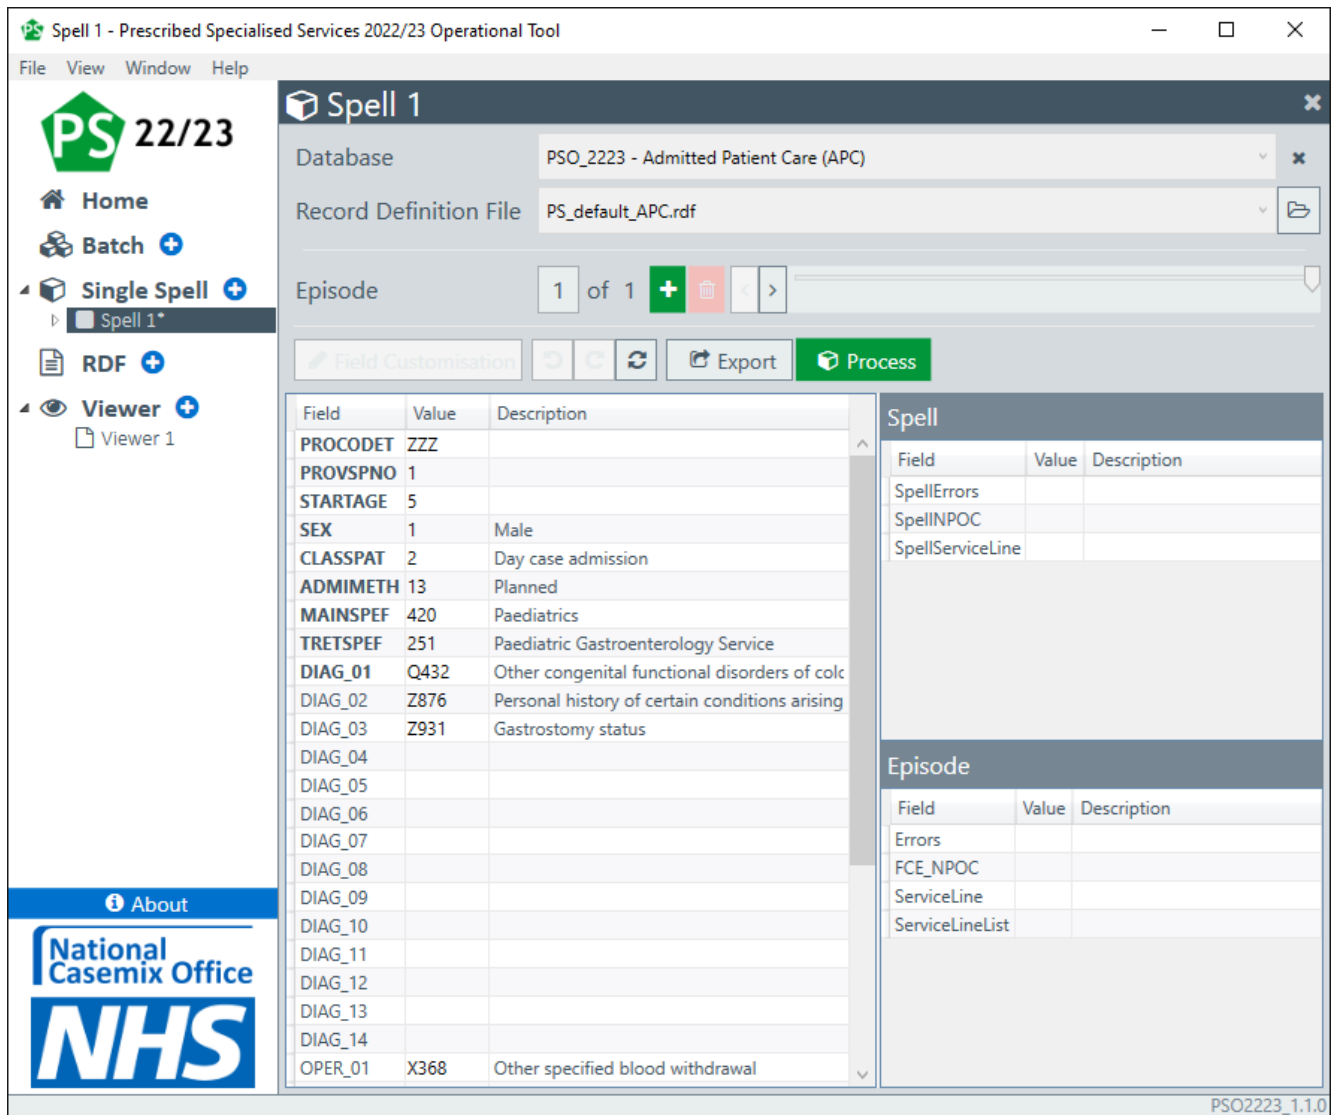 Spell 1 - Prescribed Specialised Services 2022/23 Operational Tool
File View Window Help
PS 22/23
Home
Batch
Single Spell
Spell 1*
RDF
Viewer
Viewer 1
About
National
Casemix Office
NHS
Spell 1
Database PSO_2223 - Admitted Patient Care (APC)
Record Definition File PS_default_APC.rdf
Episode 1 of 1
Field Customisation Export Process
Field Value Description
PROCODET ZZZ
PROVSPNO 1
STARTAGE 5
SEX 1 Male
CLASSPAT 2 Day case admission
ADMIMETH 13 Planned
MAINSPEF 420 Paediatrics
TRETSPEF 251 Paediatric Gastroenterology Service
DIAG_01 Q432 Other congenital functional disorders of colc
DIAG_02 Z876 Personal history of certain conditions arising
DIAG_03 Z931 Gastrostomy status
DIAG_04
DIAG_05
DIAG_06
DIAG_07
DIAG_08
DIAG_09
DIAG_10
DIAG_11
DIAG_12
DIAG_13
DIAG_14
OPER_01 X368 Other specified blood withdrawal
Spell
Field Value Description
SpellErrors
SpellNPOC
SpellServiceLine
Episode
Field Value Description
Errors
FCE_NPOC
ServiceLine
ServiceLineList
PSO2223_1.1.0